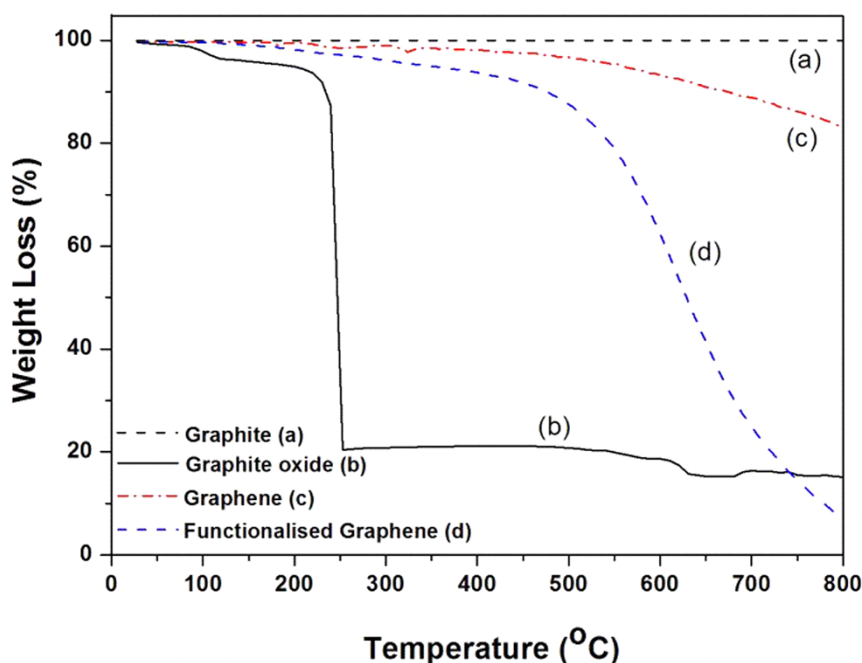 100
80
60
40
20
0
Weight Loss (%)
(a)
(c)
(d)
(b)
Graphite (a)
Graphite oxide (b)
Graphene (c)
Functionalised Graphene (d)
0 100 200 300 400 500 600 700 800
Temperature (⁰C)